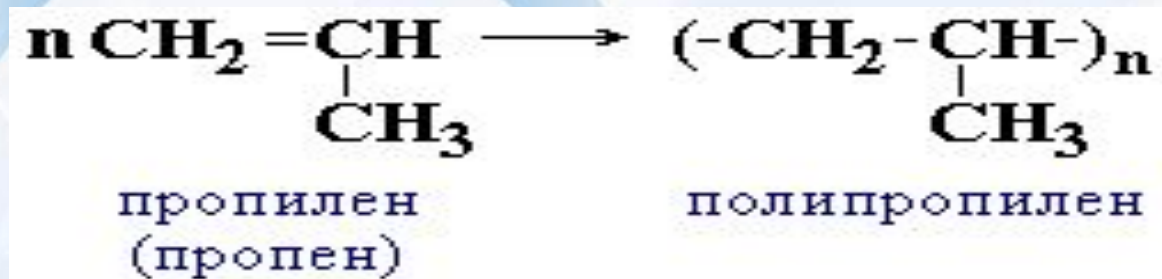 n CH₂=CH ⟶ (-CH₂-CH-)ₙ
CH₃ CH₃
пропилен полипропилен
(пропен)